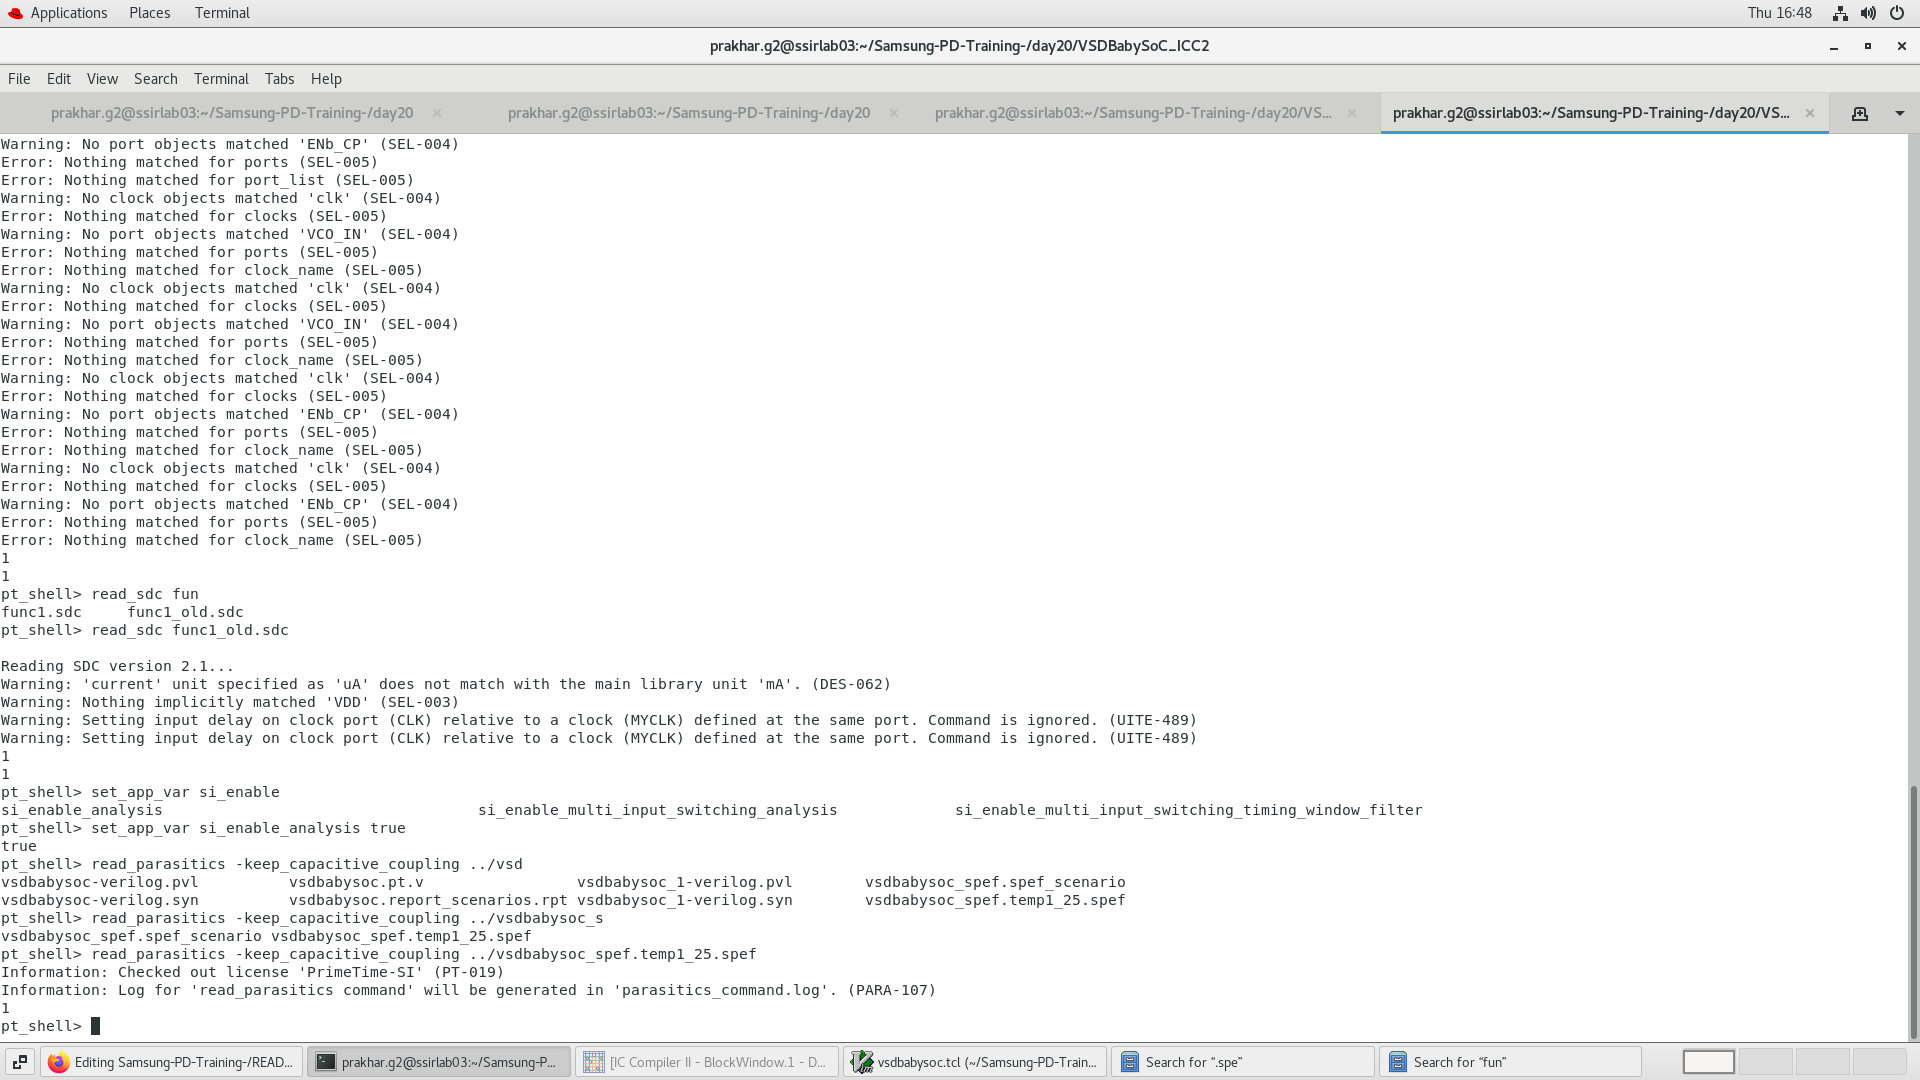 Applications Places Terminal Thu 16:48
prakhar.g2@ssirlab03:~/Samsung-PD-Training-/day20/VSDBabySoC_ICC2
File Edit View Search Terminal Tabs Help
prakhar.g2@ssirlab03:~/Samsung-PD-Training-/day20 prakhar.g2@ssirlab03:~/Samsung-PD-Training-/day20 prakhar.g2@ssirlab03:~/Samsung-PD-Training-/day20/VS... prakhar.g2@ssirlab03:~/Samsung-PD-Training-/day20/VS...
Warning: No port objects matched 'ENb_CP' (SEL-004)
Error: Nothing matched for ports (SEL-005)
Error: Nothing matched for port_list (SEL-005)
Warning: No clock objects matched 'clk' (SEL-004)
Error: Nothing matched for clocks (SEL-005)
Warning: No port objects matched 'VCO_IN' (SEL-004)
Error: Nothing matched for ports (SEL-005)
Error: Nothing matched for clock_name (SEL-005)
Warning: No clock objects matched 'clk' (SEL-004)
Error: Nothing matched for clocks (SEL-005)
Warning: No port objects matched 'VCO_IN' (SEL-004)
Error: Nothing matched for ports (SEL-005)
Error: Nothing matched for clock_name (SEL-005)
Warning: No clock objects matched 'clk' (SEL-004)
Error: Nothing matched for clocks (SEL-005)
Warning: No port objects matched 'ENb_CP' (SEL-004)
Error: Nothing matched for ports (SEL-005)
Error: Nothing matched for clock_name (SEL-005)
Warning: No clock objects matched 'clk' (SEL-004)
Error: Nothing matched for clocks (SEL-005)
Warning: No port objects matched 'ENb_CP' (SEL-004)
Error: Nothing matched for ports (SEL-005)
Error: Nothing matched for clock_name (SEL-005)
1
1
pt_shell> read_sdc fun
func1.sdc     func1_old.sdc
pt_shell> read_sdc func1_old.sdc
Reading SDC version 2.1...
Warning: 'current' unit specified as 'uA' does not match with the main library unit 'mA'. (DES-062)
Warning: Nothing implicitly matched 'VDD' (SEL-003)
Warning: Setting input delay on clock port (CLK) relative to a clock (MYCLK) defined at the same port. Command is ignored. (UITE-489)
Warning: Setting input delay on clock port (CLK) relative to a clock (MYCLK) defined at the same port. Command is ignored. (UITE-489)
1
1
pt_shell> set_app_var si_enable
si_enable_analysis si_enable_multi_input_switching_analysis si_enable_multi_input_switching_timing_window_filter
pt_shell> set_app_var si_enable_analysis true
true
pt_shell> read_parasitics -keep_capacitive_coupling ../vsd
vsdbabysoc-verilog.pvl vsdbabysoc.pt.v vsdbabysoc_1-verilog.pvl vsdbabysoc_spef.spef_scenario
vsdbabysoc-verilog.syn vsdbabysoc.report_scenarios.rpt vsdbabysoc_1-verilog.syn vsdbabysoc_spef.temp1_25.spef
pt_shell> read_parasitics -keep_capacitive_coupling ../vsdbabysoc_s
vsdbabysoc_spef.spef_scenario vsdbabysoc_spef.temp1_25.spef
pt_shell> read_parasitics -keep_capacitive_coupling ../vsdbabysoc_spef.temp1_25.spef
Information: Checked out license 'PrimeTime-SI' (PT-019)
Information: Log for 'read_parasitics command' will be generated in 'parasitics_command.log'. (PARA-107)
1
pt_shell>
Editing Samsung-PD-Training-/READ... prakhar.g2@ssirlab03:~/Samsung-P... [IC Compiler II - BlockWindow.1 - D... vsdbabysoc.tcl (~/Samsung-PD-Train... Search for “.spe” Search for “fun”